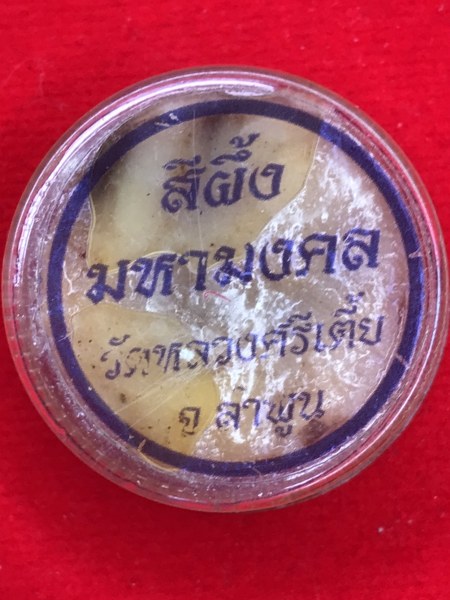 สีผึ้ง
มหามงคล
วัดหลวงศรีเตี้ย
จ ลำพูน